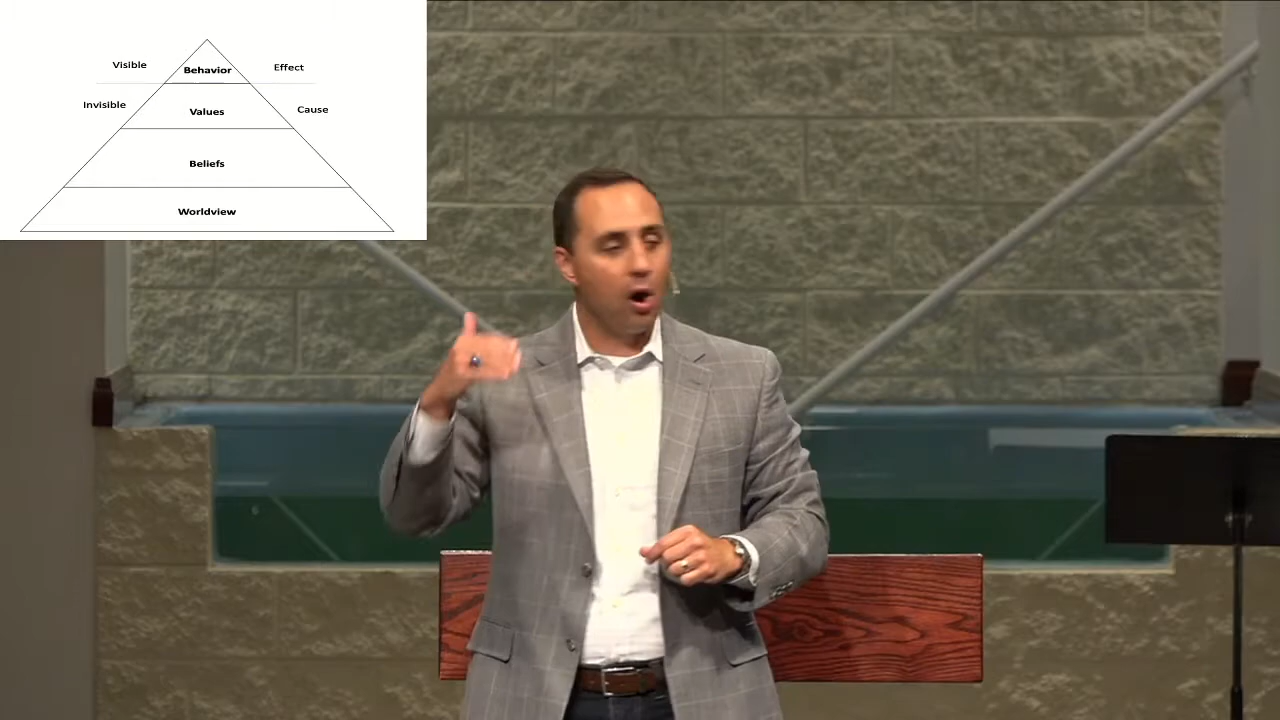 Visible
Behavior
Effect
Invisible
Values
Cause
Beliefs
Worldview